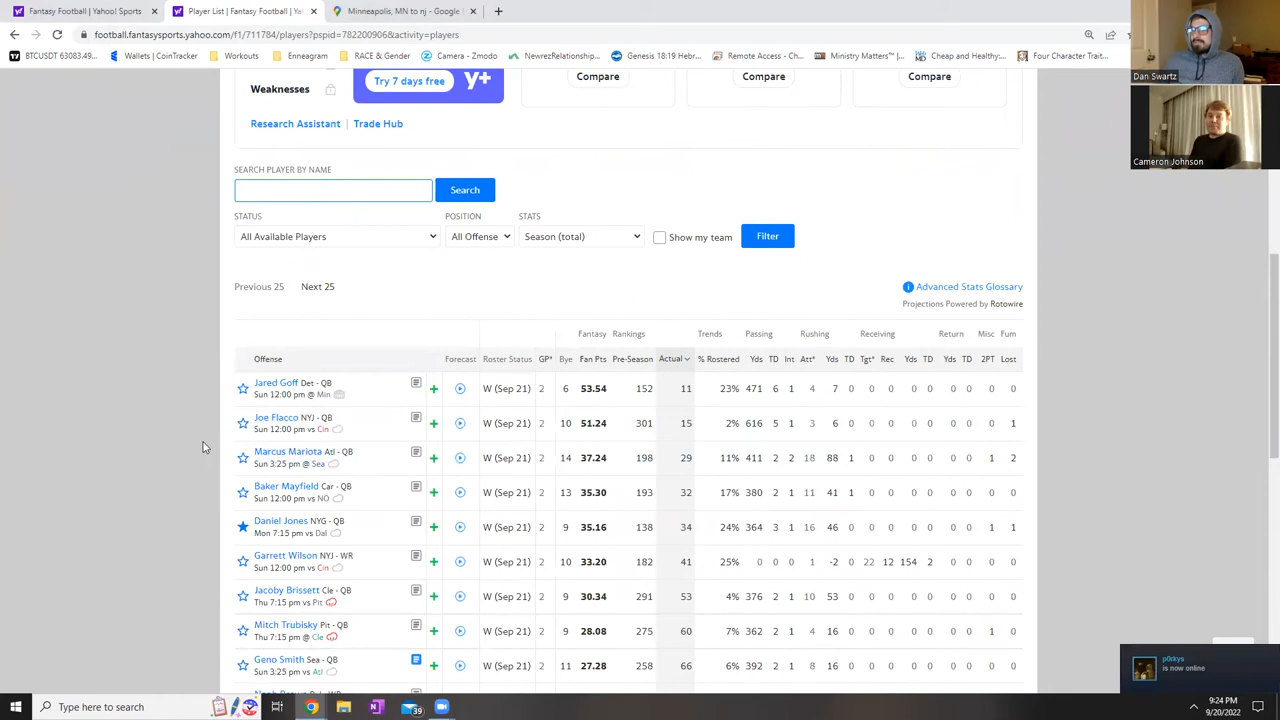 Fantasy Football | Yahoo! Sports
Player List | Fantasy Football | Ya
Minneapolis, MN to nj - Google
football.fantasysports.yahoo.com/f1/711784/players?pspid=782200906&activity=players
BTCUSDT 63083.49...
Wallets | CoinTracker
Workouts
Enneagram
RACE & Gender
Camera – Zmodo
NewrezRelationship...
Genesis 18:19 Hebr...
Remote Access - Ch...
Ministry Matters™ |...
Cheap and Healthy:...
Four Character Trait...
Dan Swartz
Cameron Johnson
Weaknesses
Try 7 days free
y+
Compare
Compare
Compare
Research Assistant | Trade Hub
SEARCH PLAYER BY NAME
Search
STATUS POSITION STATS
All Available Players All Offense Season (total) Show my team Filter
Previous 25 Next 25
Advanced Stats Glossary
Projections Powered by Rotowire
Fantasy Rankings Trends Passing Rushing Receiving Return Misc Fum
Offense Forecast Roster Status GP* Bye Fan Pts Pre-Season Actual % Rostered Yds TD Int Att* Yds TD Tgt* Rec Yds TD Yds TD 2PT Lost
Jared Goff Det - QB W (Sep 21) 2 6 53.54 152 11 23% 471 6 1 4 7 0 0 0 0 0 0 0 0 0
Sun 12:00 pm @ Min
Joe Flacco NYJ - QB W (Sep 21) 2 10 51.24 301 15 2% 616 5 1 3 6 0 0 0 0 0 0 0 0 1
Sun 12:00 pm vs Cin
Marcus Mariota Atl - QB W (Sep 21) 2 14 37.24 198 29 11% 411 2 2 18 88 1 0 0 0 0 0 0 1 2
Sun 3:25 pm @ Sea
Baker Mayfield Car - QB W (Sep 21) 2 13 35.30 193 32 17% 380 2 1 11 41 1 0 0 0 0 0 0 0 0
Sun 12:00 pm vs NO
Daniel Jones NYG - QB W (Sep 21) 2 9 35.16 138 34 24% 364 3 1 16 46 0 0 0 0 0 0 0 1 1
Mon 7:15 pm vs Dal
Garrett Wilson NYJ - WR W (Sep 21) 2 10 33.20 182 41 25% 0 0 0 1 -2 0 22 12 154 2 0 0 0 0
Sun 12:00 pm vs Cin
Jacoby Brissett Cle - QB W (Sep 21) 2 9 30.34 291 53 4% 376 2 1 10 53 0 0 0 0 0 0 0 0 0
Thu 7:15 pm vs Pit
Mitch Trubisky Pit - QB W (Sep 21) 2 9 28.08 275 60 7% 362 2 1 4 16 0 0 0 0 0 0 0 1 0
Thu 7:15 pm @ Cle
Geno Smith Sea - QB W (Sep 21) 2 11 27.28 258 66 6% 392 2 1 8 16 0 0 0 0 0 0 0 0 0
Sun 3:25 pm vs Atl
p0rkys
is now online
Type here to search
39
9:24 PM
9/20/2022